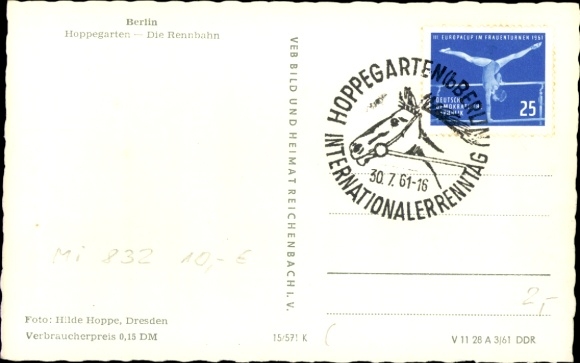 Berlin
Hoppegarten — Die Rennbahn
VEB BILD UND HEIMAT REICHENBACH I. V.
III. EUROPACUP IM FRAUENTURNEN 1961
DEUTSCHE
DEMOKRATISCHE
REPUBLIK
25
HOPPEGARTEN (b BERLIN)
30.7.61-16
INTERNATIONALER RENNTAG
Mi 832 10,- €
2,-
Foto: Hilde Hoppe, Dresden
Verbraucherpreis 0,15 DM
15/571 K
V 11 28 A 3/61 DDR